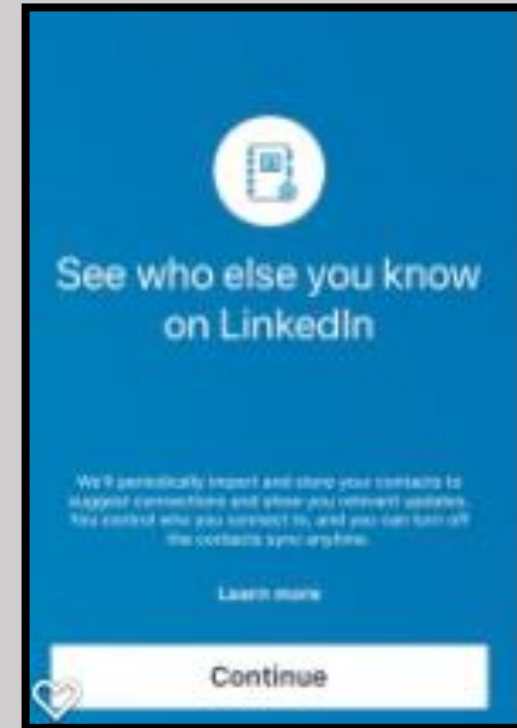 See who else you know
on LinkedIn
We'll periodically import and store your contacts to
suggest connections and show you relevant updates.
You control who you connect to, and you can turn off
the contacts sync anytime.
Learn more
Continue